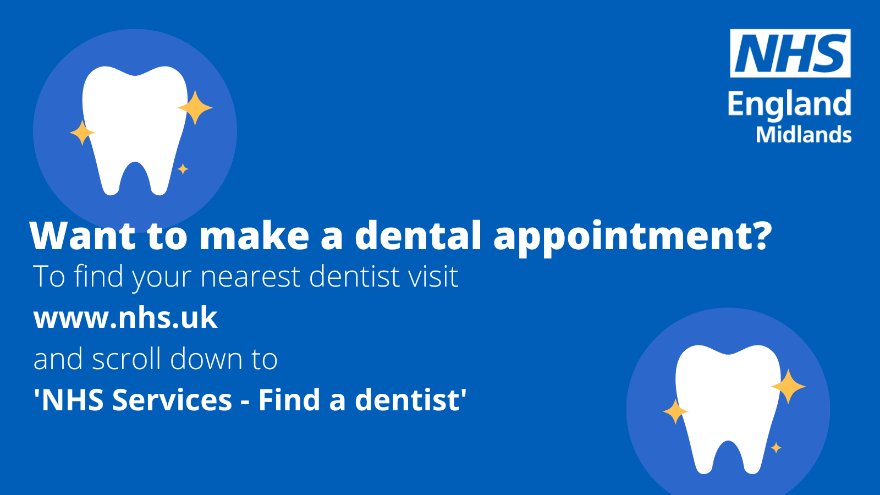 NHS
England
Midlands
Want to make a dental appointment?
To find your nearest dentist visit
www.nhs.uk
and scroll down to
'NHS Services - Find a dentist'